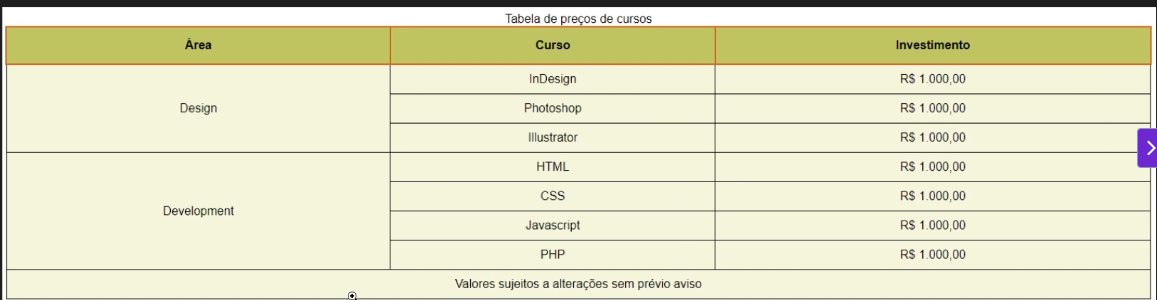 Tabela de preços de cursos
Área Curso Investimento
Design InDesign R$ 1.000,00
Photoshop R$ 1.000,00
Illustrator R$ 1.000,00
Development HTML R$ 1.000,00
CSS R$ 1.000,00
Javascript R$ 1.000,00
PHP R$ 1.000,00
Valores sujeitos a alterações sem prévio aviso